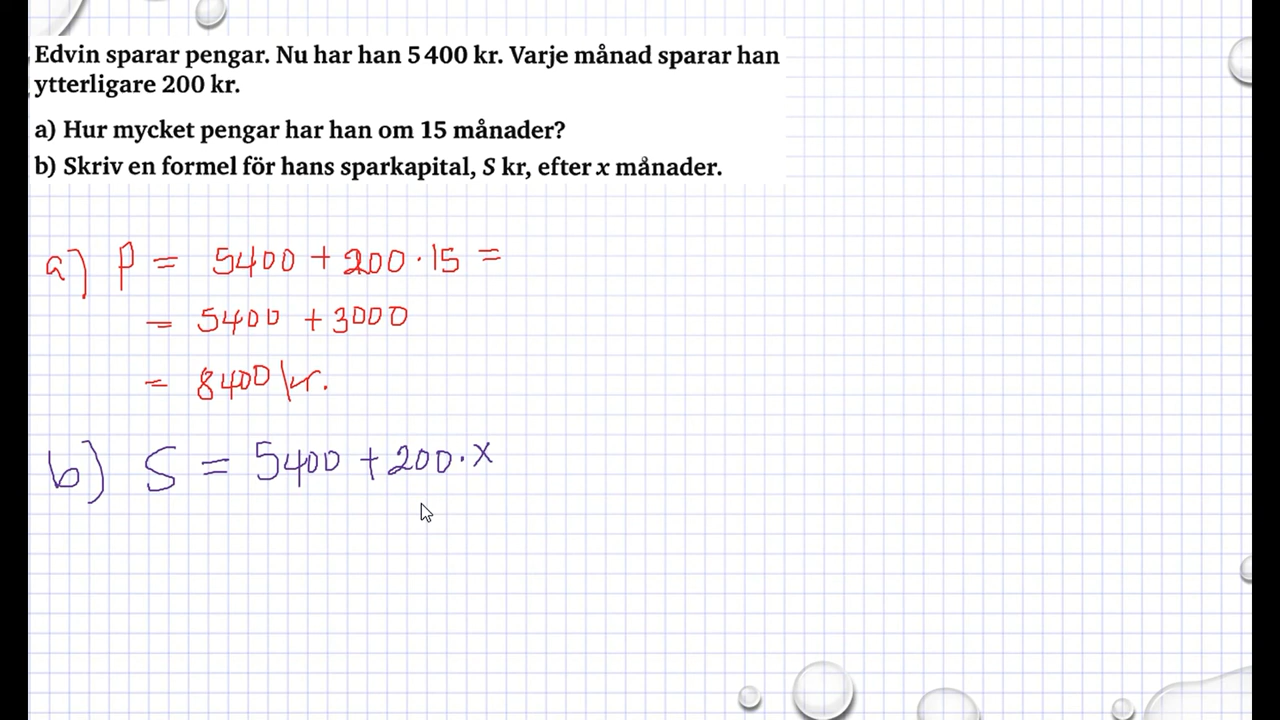 Edvin sparar pengar. Nu har han 5 400 kr. Varje månad sparar han
ytterligare 200 kr.
a) Hur mycket pengar har han om 15 månader?
b) Skriv en formel för hans sparkapital, S kr, efter x månader.
a) P = 5400 + 200 · 15 =
= 5400 + 3000
= 8400 kr.
b) S = 5400 + 200 · x